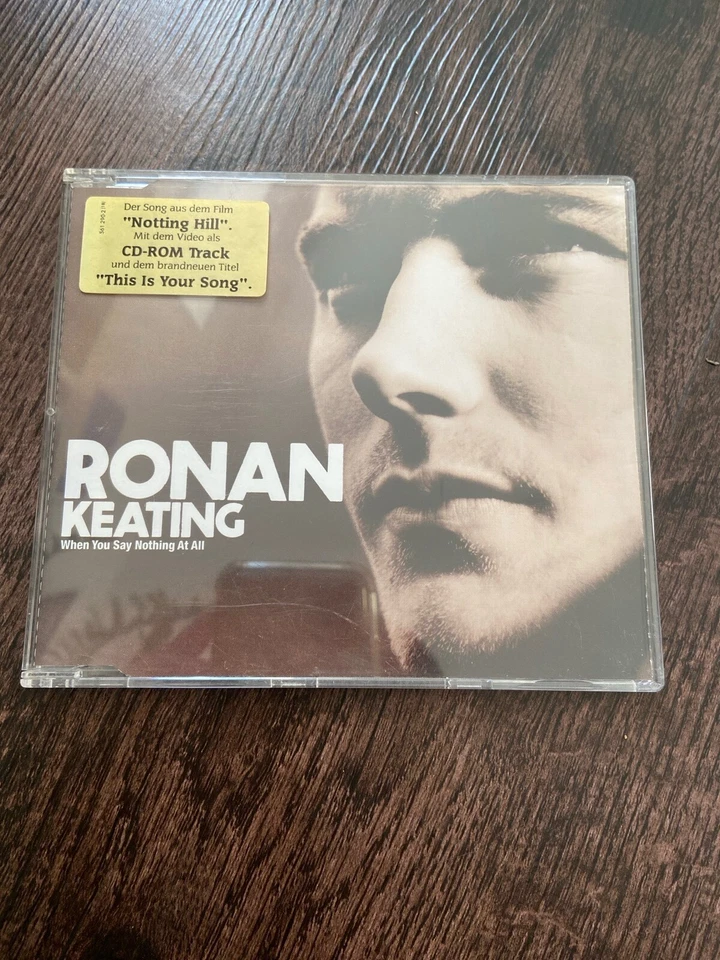 Der Song aus dem Film
"Notting Hill".
Mit dem Video als
CD-ROM Track
und dem brandneuen Titel
"This Is Your Song".
RONAN
KEATING
When You Say Nothing At All